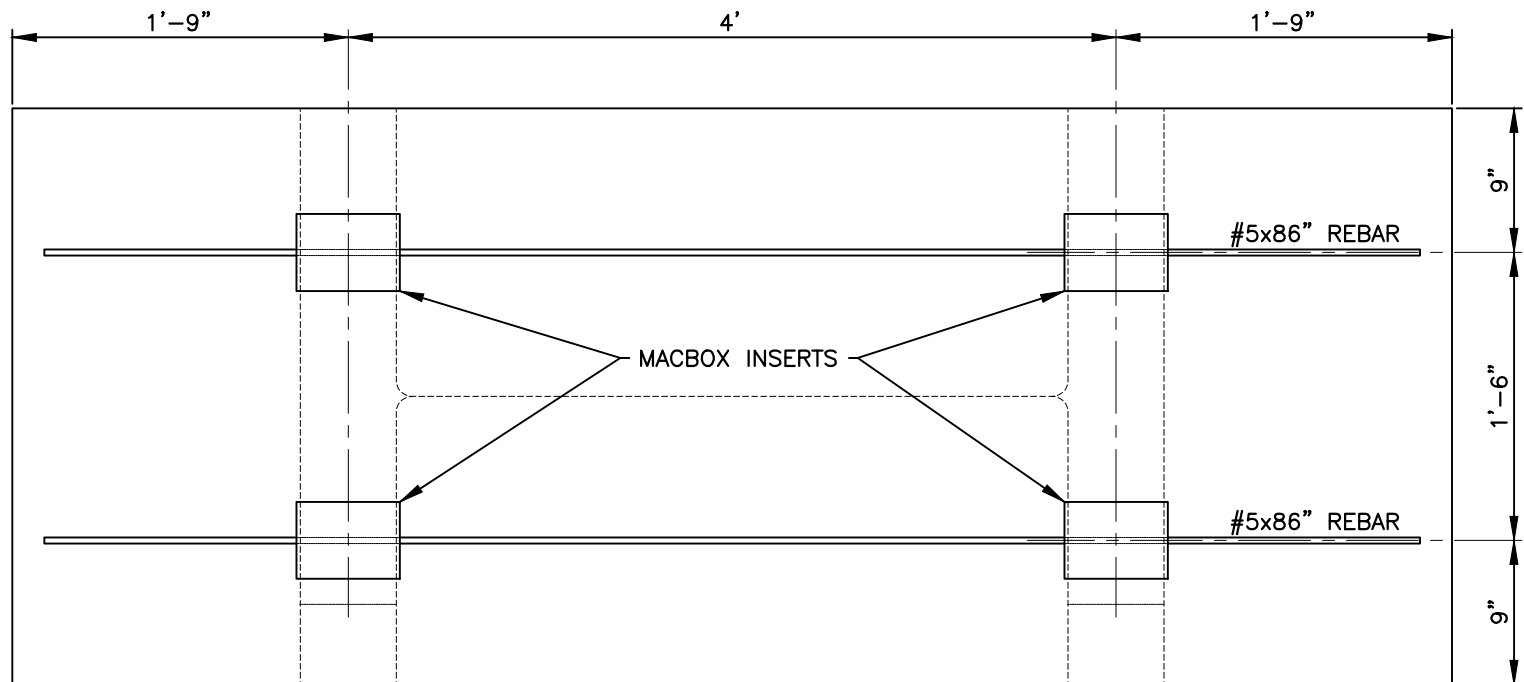 1'-9" 4' 1'-9"
9"
#5x86" REBAR
MACBOX INSERTS
1'-6"
#5x86" REBAR
9"